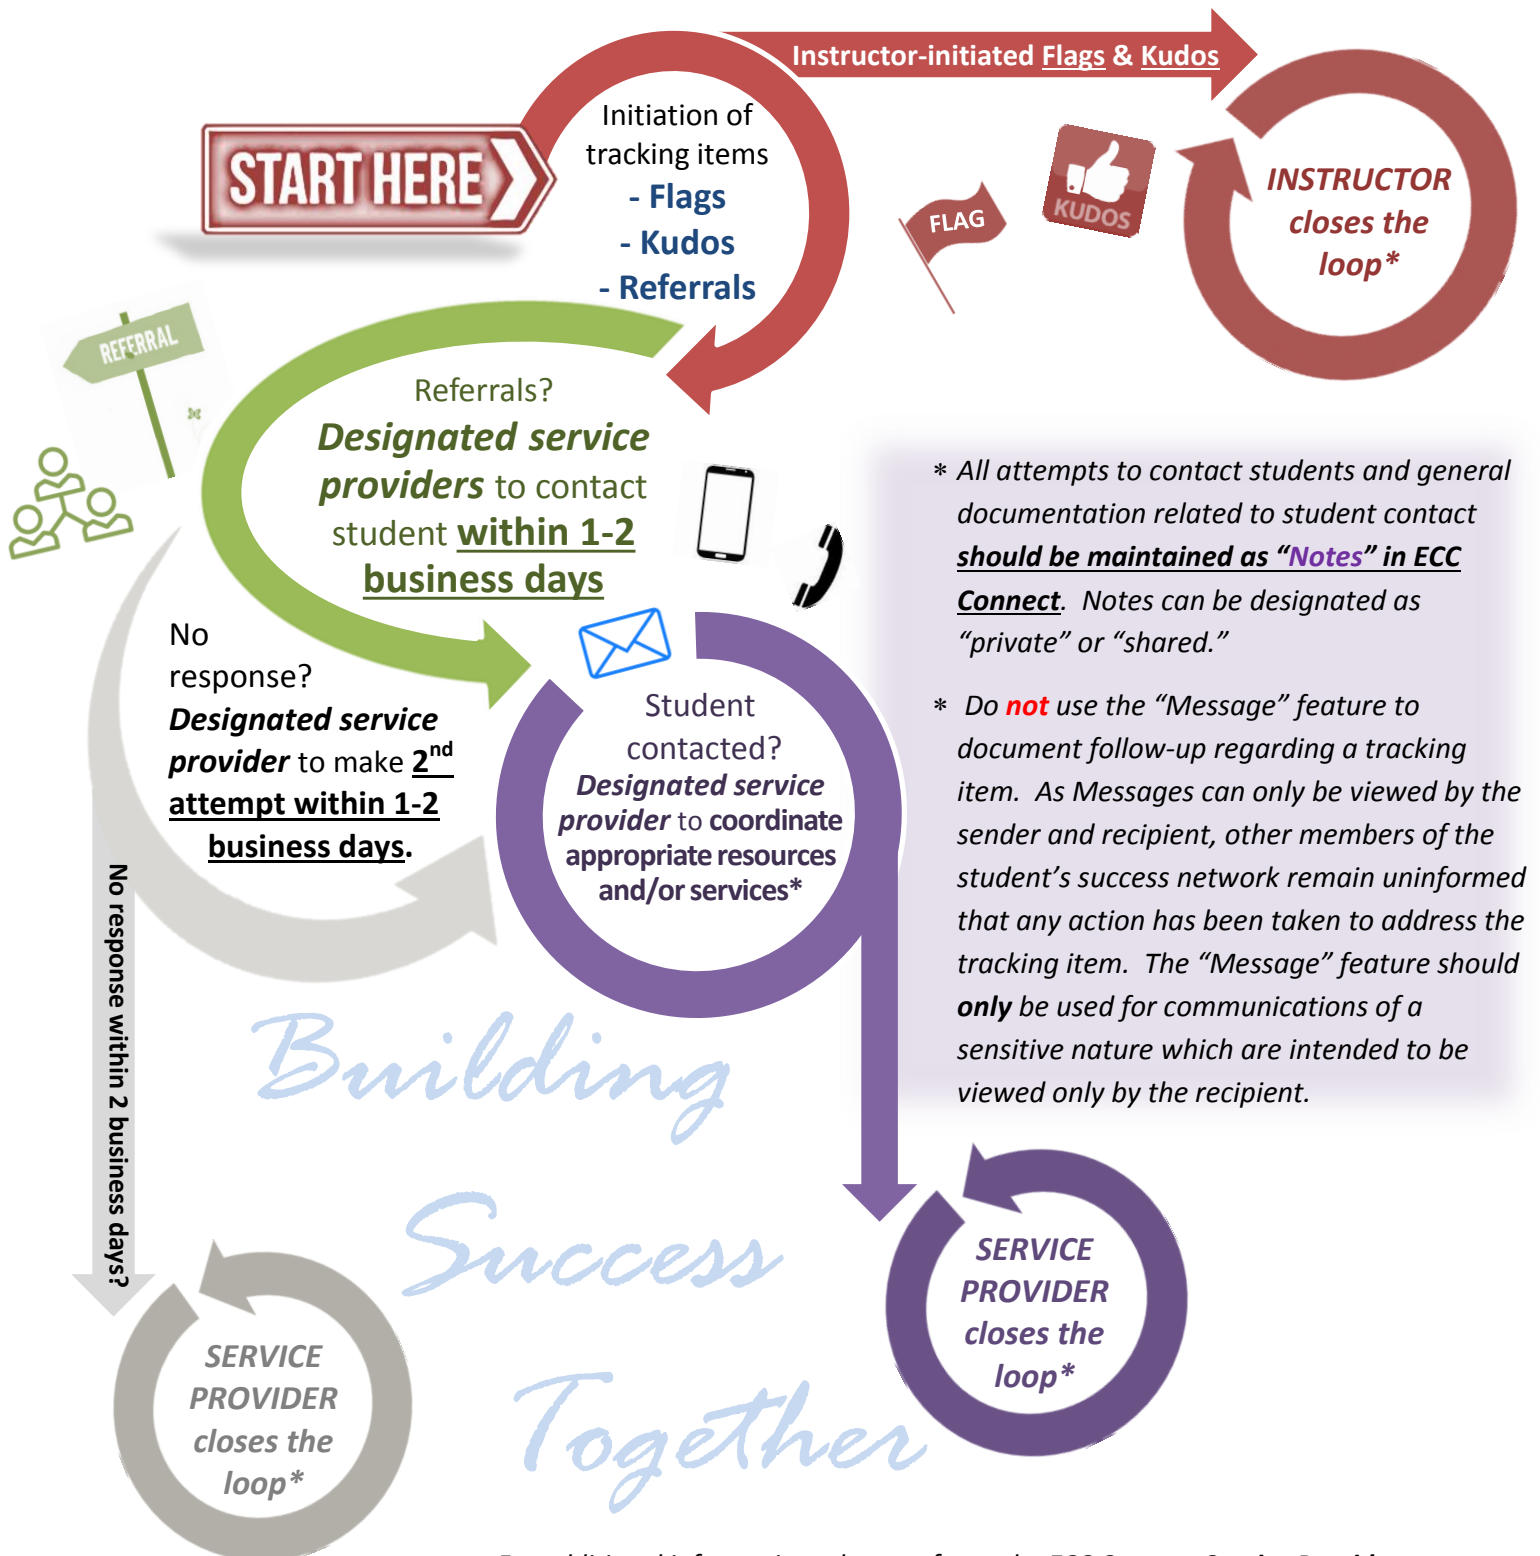 Instructor-initiated Flags & Kudos
START HERE
Initiation of
tracking items
- Flags
- Kudos
- Referrals
FLAG
KUDOS
INSTRUCTOR
closes the
loop*
REFERRAL
Referrals?
Designated service
providers to contact
student within 1-2
business days
No
response?
Designated service
provider to make 2nd
attempt within 1-2
business days.
Student
contacted?
Designated service
provider to coordinate
appropriate resources
and/or services*
* All attempts to contact students and general
documentation related to student contact
should be maintained as “Notes” in ECC
Connect. Notes can be designated as
“private” or “shared.”
* Do not use the “Message” feature to
document follow-up regarding a tracking
item. As Messages can only be viewed by the
sender and recipient, other members of the
student’s success network remain uninformed
that any action has been taken to address the
tracking item. The “Message” feature should
only be used for communications of a
sensitive nature which are intended to be
viewed only by the recipient.
No response within 2 business days?
Building
Success
Together
SERVICE
PROVIDER
closes the
loop*
SERVICE
PROVIDER
closes the
loop*